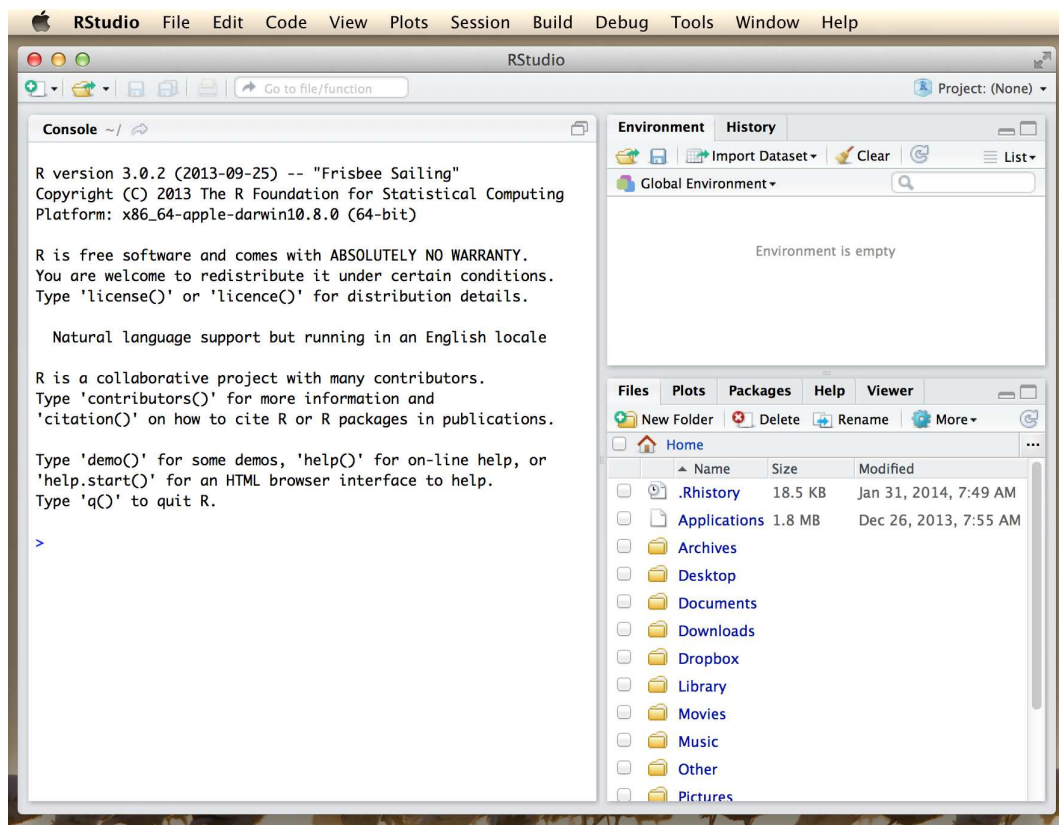 RStudio File Edit Code View Plots Session Build Debug Tools Window Help
RStudio
Go to file/function
Project: (None)
Console ~/
R version 3.0.2 (2013-09-25) -- "Frisbee Sailing"
Copyright (C) 2013 The R Foundation for Statistical Computing
Platform: x86_64-apple-darwin10.8.0 (64-bit)
R is free software and comes with ABSOLUTELY NO WARRANTY.
You are welcome to redistribute it under certain conditions.
Type 'license()' or 'licence()' for distribution details.
Natural language support but running in an English locale
R is a collaborative project with many contributors.
Type 'contributors()' for more information and
'citation()' on how to cite R or R packages in publications.
Type 'demo()' for some demos, 'help()' for on-line help, or
'help.start()' for an HTML browser interface to help.
Type 'q()' to quit R.
>
Environment History
Import Dataset Clear List
Global Environment
Environment is empty
Files Plots Packages Help Viewer
New Folder Delete Rename More
Home ...
Name Size Modified
.Rhistory 18.5 KB Jan 31, 2014, 7:49 AM
Applications 1.8 MB Dec 26, 2013, 7:55 AM
Archives
Desktop
Documents
Downloads
Dropbox
Library
Movies
Music
Other
Pictures